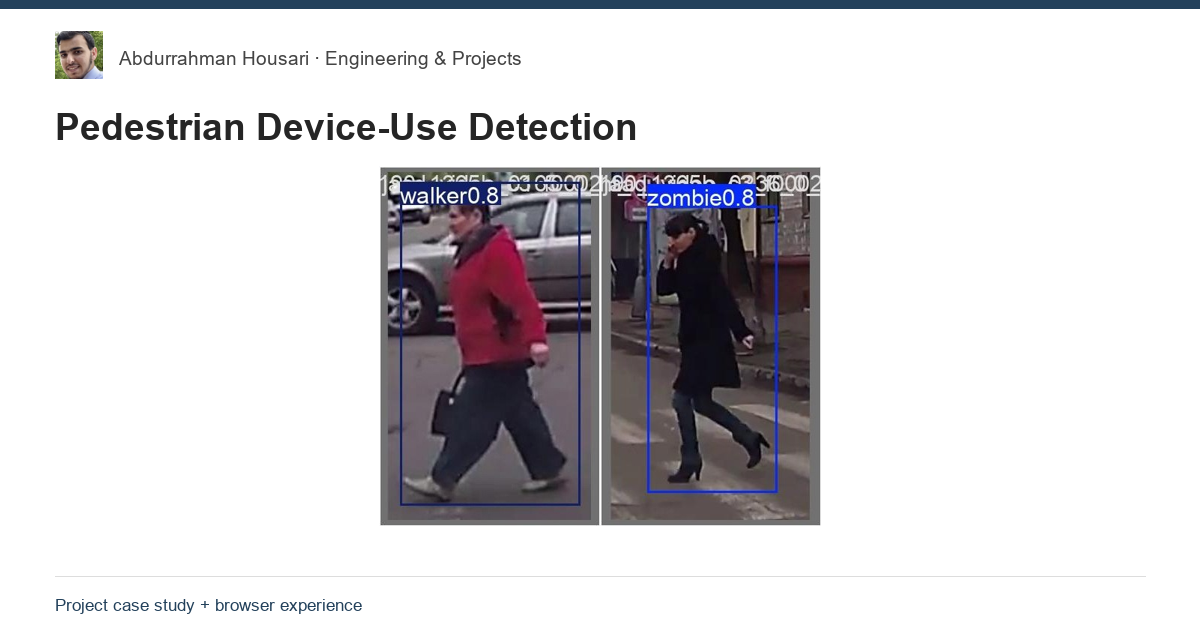 Abdurrahman Housari · Engineering & Projects
Pedestrian Device-Use Detection
walker0.8
zombie0.8
Project case study + browser experience